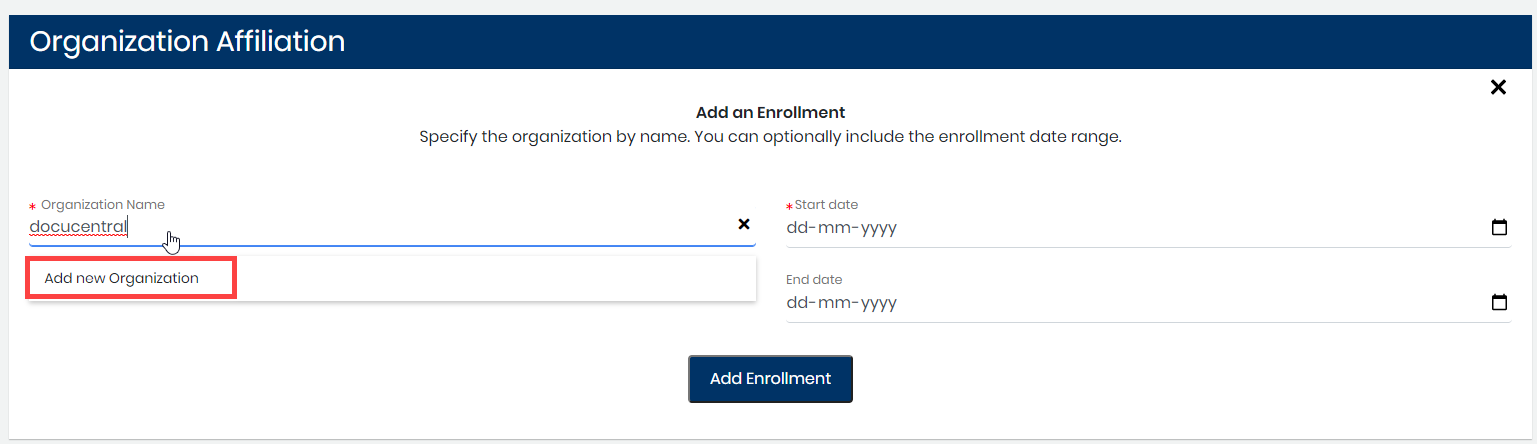 Organization Affiliation
Add an Enrollment
Specify the organization by name. You can optionally include the enrollment date range.
* Organization Name
docucentral
Add new Organization
*Start date
dd-mm-yyyy
End date
dd-mm-yyyy
Add Enrollment